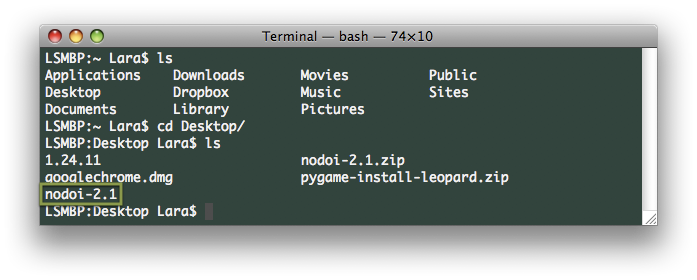 Terminal — bash — 74×10
LSMBP:~ Lara$ ls
Applications Downloads Movies Public
Desktop Dropbox Music Sites
Documents Library Pictures
LSMBP:~ Lara$ cd Desktop/
LSMBP:Desktop Lara$ ls
1.24.11 nodoi-2.1.zip
googlechrome.dmg pygame-install-leopard.zip
nodoi-2.1
LSMBP:Desktop Lara$